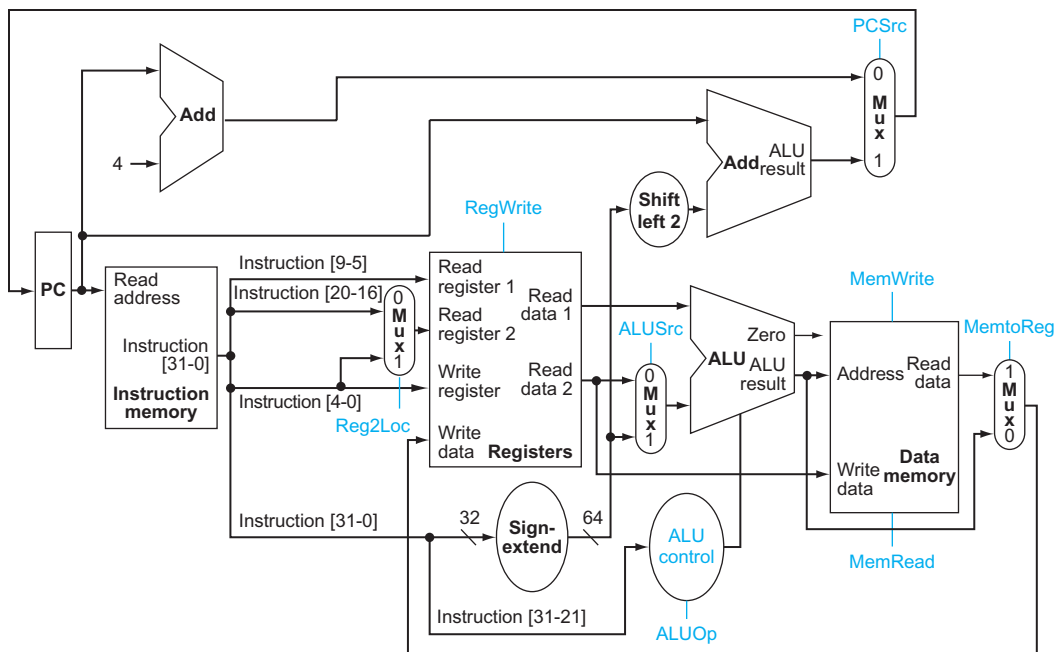 PCSrc
0
Mux
1
Add
4
Add
ALU
result
Shift
left 2
RegWrite
PC
Read
address
Instruction
[31-0]
Instruction
memory
Instruction [9-5]
Instruction [20-16]
0
Mux
1
Instruction [4-0]
Reg2Loc
Read
register 1
Read
register 2
Write
register
Write
data
Read
data 1
Read
data 2
Registers
ALUSrc
0
Mux
1
Zero
ALU
ALU
result
MemWrite
Address
Read
data
Write
data
Data
memory
MemRead
MemtoReg
1
Mux
0
Instruction [31-0]
32
Sign-
extend
64
ALU
control
Instruction [31-21]
ALUOp